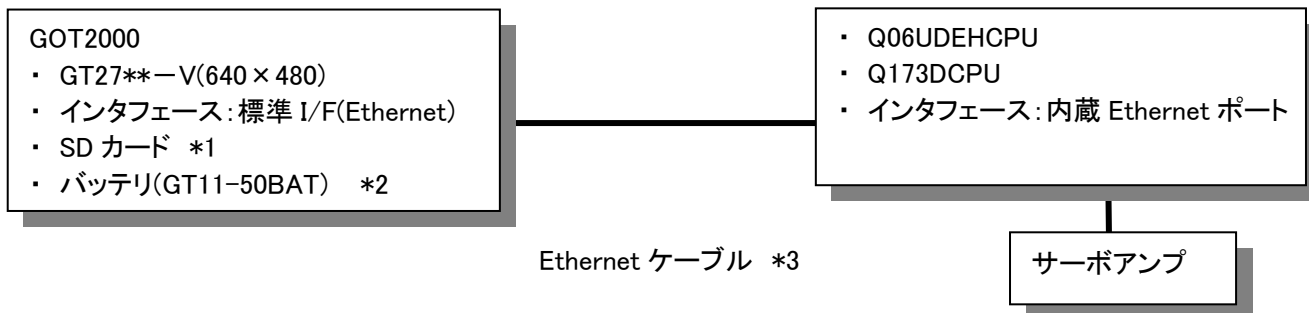 GOT2000
・ GT27**－V(640×480)
・ インタフェース：標準 I/F(Ethernet)
・ SD カード *1
・ バッテリ(GT11-50BAT) *2
・ Q06UDEHCPU
・ Q173DCPU
・ インタフェース：内蔵 Ethernet ポート
Ethernet ケーブル *3
サーボアンプ